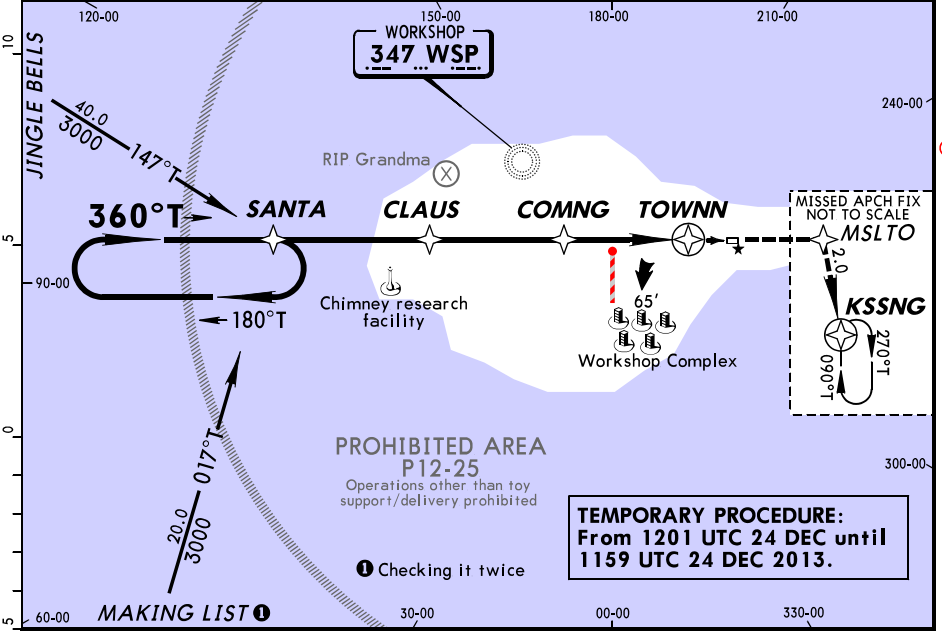 120-00
150-00
180-00
210-00
10
JINGLE BELLS
WORKSHOP
347 WSP
240-00
40.0
3000
147°T
RIP Grandma
X
360°T
SANTA
CLAUS
COMNG
TOWNN
MISSED APCH FIX
NOT TO SCALE
MSLTO
5
2.0
90-00
180°T
Chimney research
facility
65'
Workshop Complex
KSSNG
270°T
090°T
0
017°T
20.0
3000
PROHIBITED AREA
P12-25
Operations other than toy
support/delivery prohibited
300-00
TEMPORARY PROCEDURE:
From 1201 UTC 24 DEC until
1159 UTC 24 DEC 2013.
1 Checking it twice
MAKING LIST 1
5
60-00
30-00
00-00
330-00